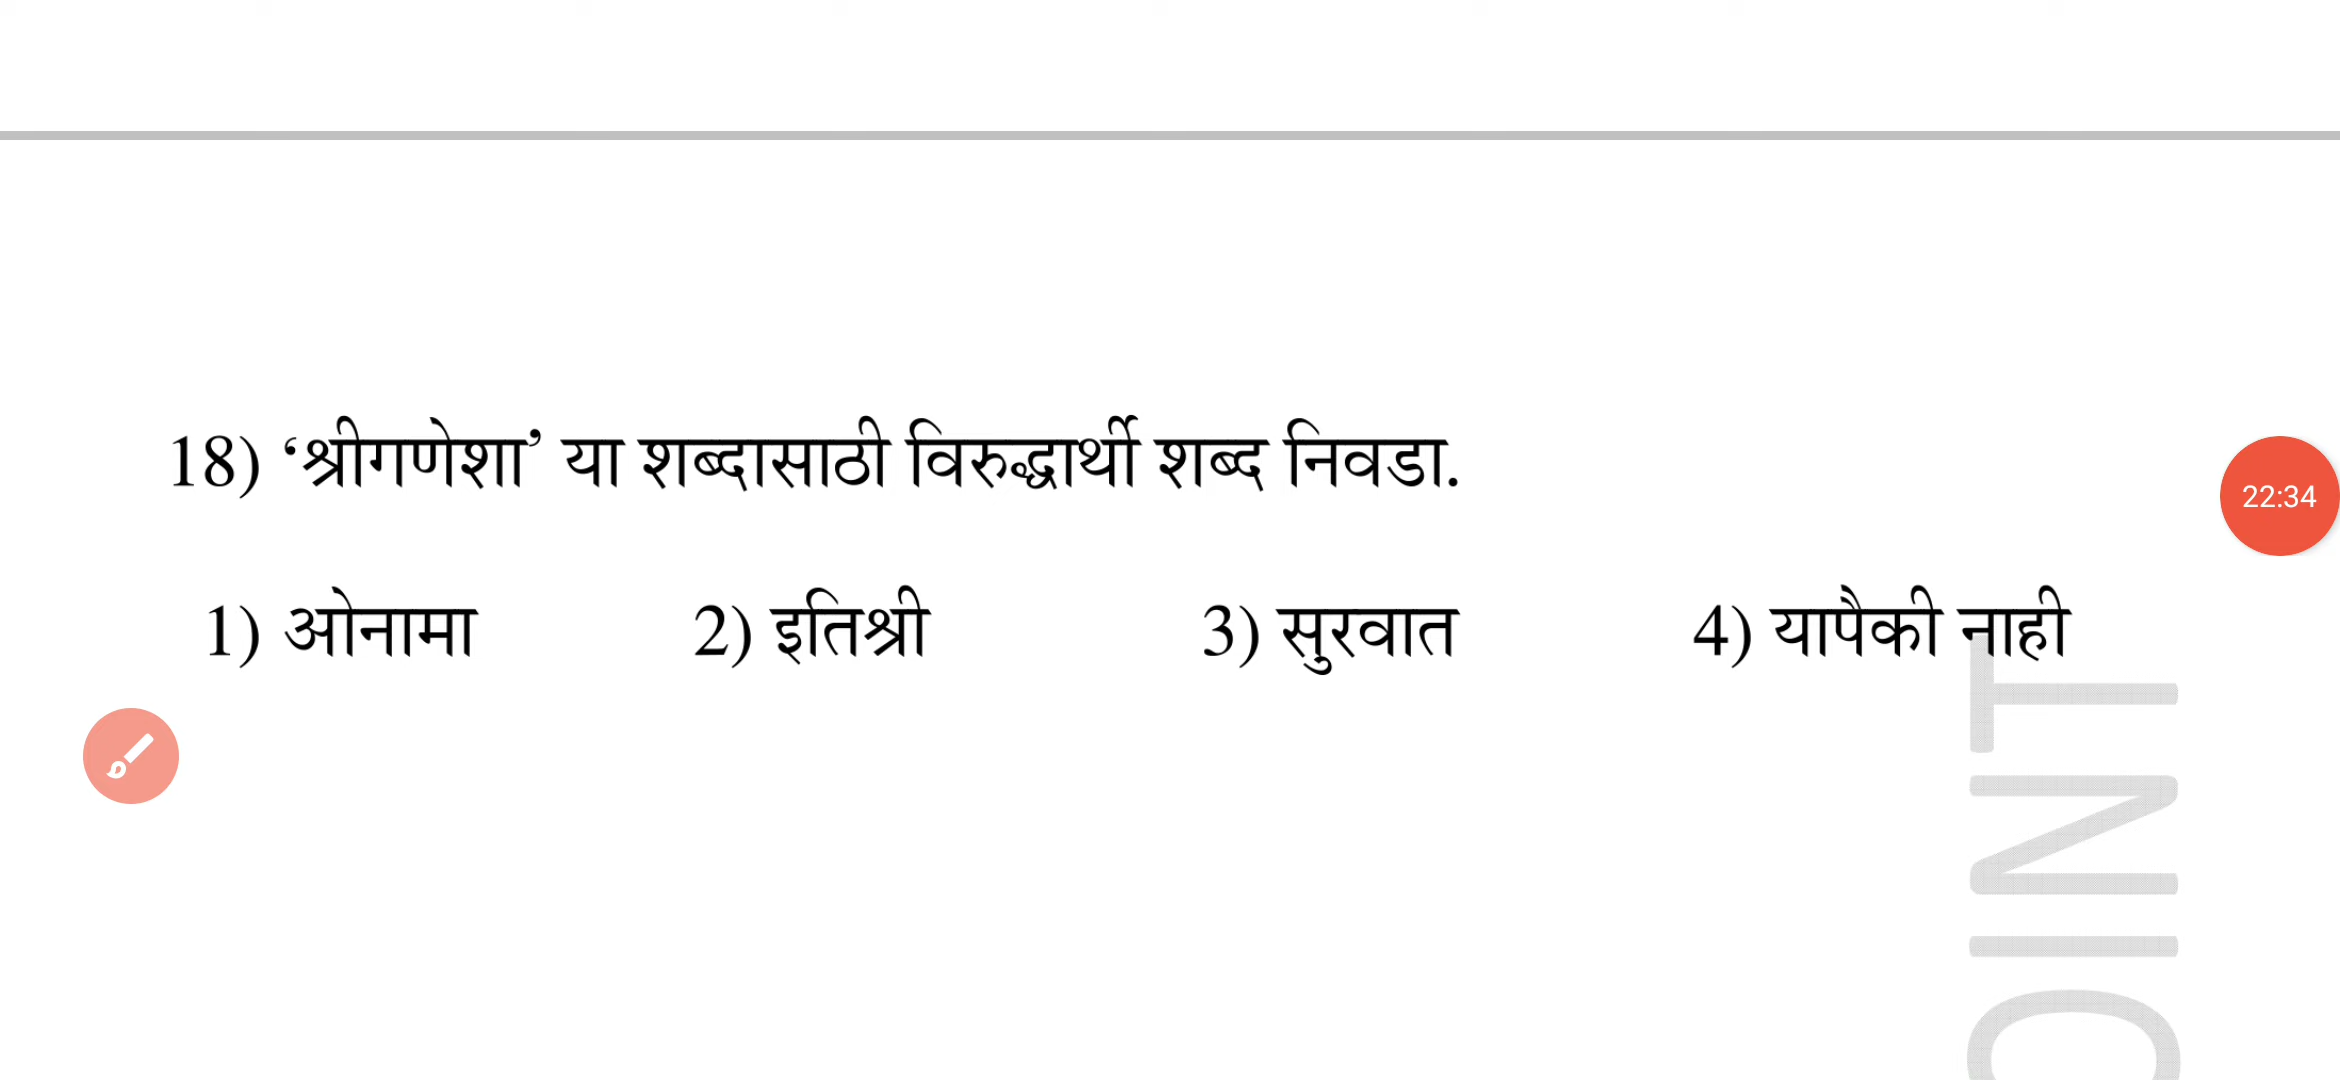 18) ‘श्रीगणेशा’ या शब्दासाठी विरुद्धार्थी शब्द निवडा.
22:34
1) ओनामा 2) इतिश्री 3) सुरवात 4) यापैकी नाही